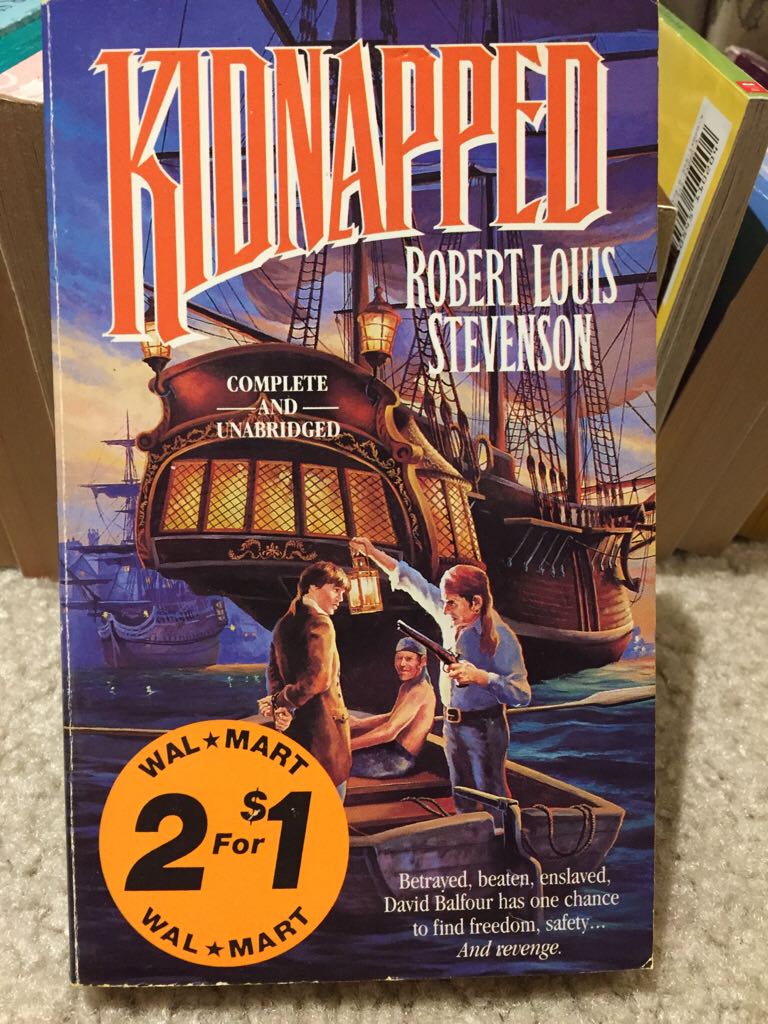 KIDNAPPED
ROBERT LOUIS
STEVENSON
COMPLETE
AND
UNABRIDGED
WAL★MART
2 For $1
WAL★MART
Betrayed, beaten, enslaved,
David Balfour has one chance
to find freedom, safety...
And revenge.